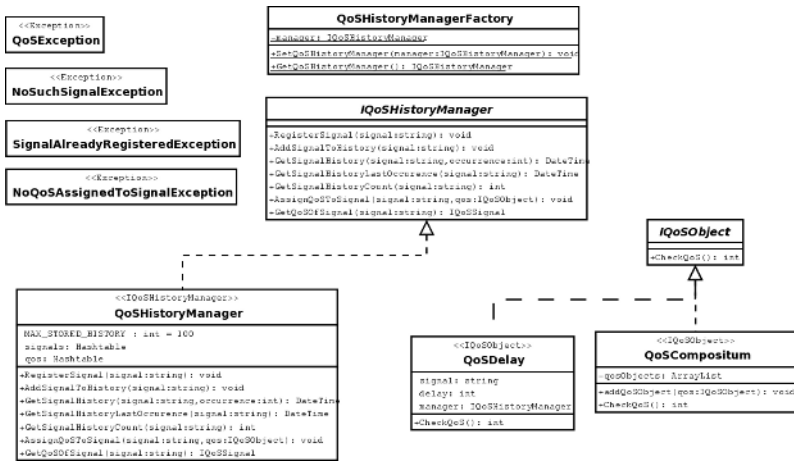 <<Exception>>
QoSException
<<Exception>>
NoSuchSignalException
<<Exception>>
SignalAlreadyRegisteredException
<<Exception>>
NoQoSAssignedToSignalException
QoSHistoryManagerFactory
-manager: IQoSHistoryManager
+SetQoSHistoryManager(manager:IQoSHistoryManager): void
+GetQoSHistoryManager(): IQoSHistoryManager
IQoSHistoryManager
+RegisterSignal(signal:string): void
+AddSignalToHistory(signal:string): void
+GetSignalHistory(signal:string,occurrence:int): DateTime
+GetSignalHistoryLastOccurence(signal:string): DateTime
+GetSignalHistoryCount(signal:string): int
+AssignQoSToSignal(signal:string,qos:IQoSObject): void
+GetQoSOfSignal(signal:string): IQoSSignal
IQoSObject
+CheckQoS(): int
<<IQoSHistoryManager>>
QoSHistoryManager
MAX_STORED_HISTORY : int = 100
signals: Hashtable
qos: Hashtable
+RegisterSignal(signal:string): void
+AddSignalToHistory(signal:string): void
+GetSignalHistory(signal:string,occurrence:int): DateTime
+GetSignalHistoryLastOccurence(signal:string): DateTime
+GetSignalHistoryCount(signal:string): int
+AssignQoSToSignal(signal:string,qos:IQoSObject): void
+GetQoSOfSignal(signal:string): IQoSSignal
<<IQoSObject>>
QoSDelay
signal: string
delay: int
manager: IQoSHistoryManager
+CheckQoS(): int
<<IQoSObject>>
QoSCompositum
-qosObjects: ArrayList
+addQoSObject(qos:IQoSObject): void
+CheckQoS(): int